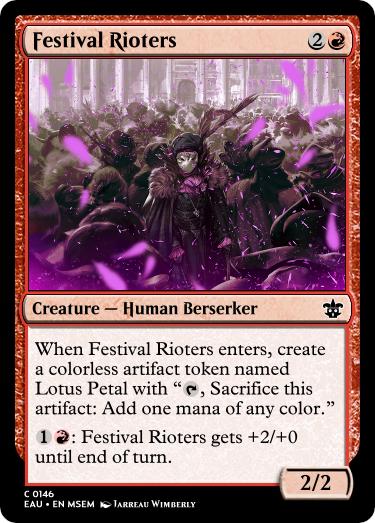 Festival Rioters 2
Creature — Human Berserker
When Festival Rioters enters, create
a colorless artifact token named
Lotus Petal with “, Sacrifice this
artifact: Add one mana of any color.”
1: Festival Rioters gets +2/+0
until end of turn.
2/2
C 0146
EAU • EN MSEM Jarreau Wimberly